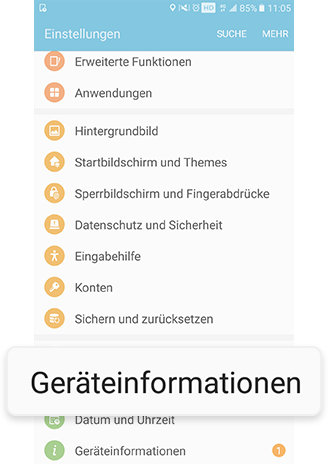 HD 85% 11:05
Einstellungen SUCHE MEHR
Erweiterte Funktionen
Anwendungen
Hintergrundbild
Startbildschirm und Themes
Sperrbildschirm und Fingerabdrücke
Datenschutz und Sicherheit
Eingabehilfe
Konten
Sichern und zurücksetzen
Geräteinformationen
Datum und Uhrzeit
Geräteinformationen 1